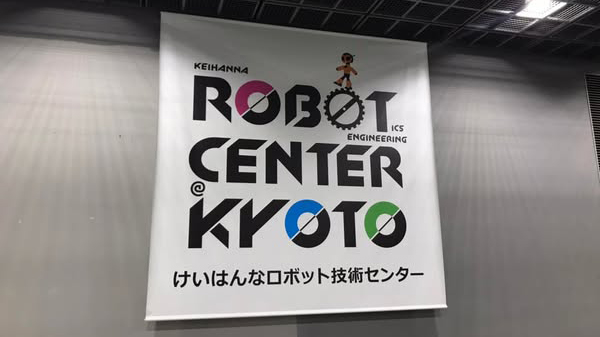 KEIHANNA
ROBOT
ICS
ENGINEERING
CENTER
@
KYOTO
けいはんなロボット技術センター